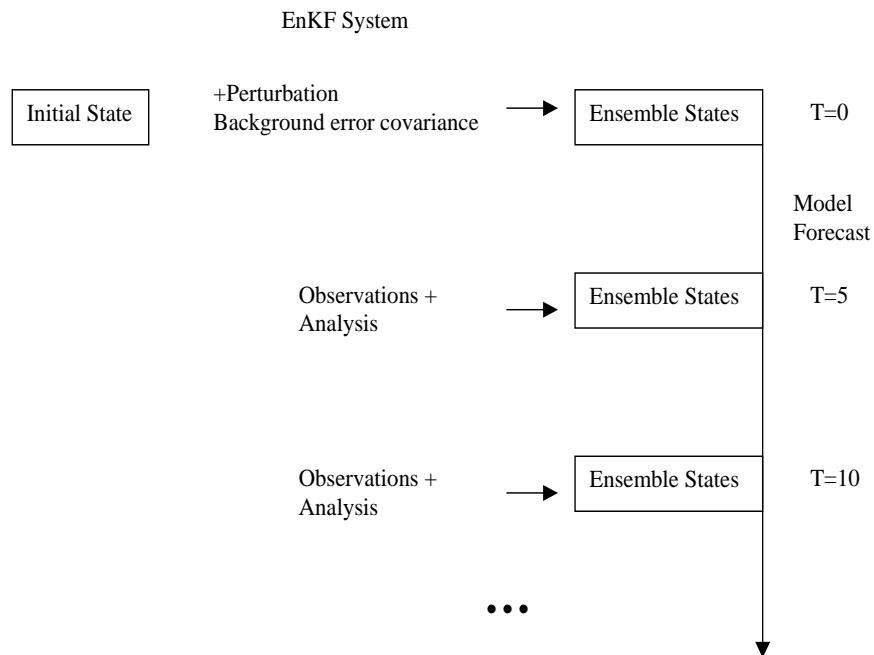 EnKF System
Initial State
+Perturbation
Background error covariance
Ensemble States
T=0
Model
Forecast
Observations +
Analysis
Ensemble States
T=5
Observations +
Analysis
Ensemble States
T=10
...